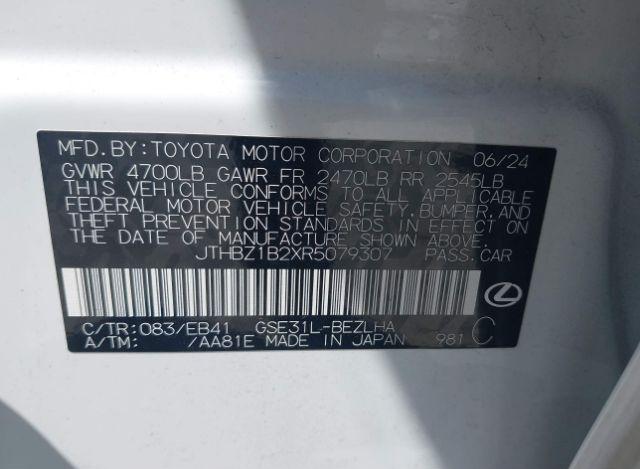 MFD.BY:TOYOTA MOTOR CORPORATION 06/24
GVWR 4700LB GAWR FR 2470LB RR 2545LB
THIS VEHICLE CONFORMS TO ALL APPLICABLE
FEDERAL MOTOR VEHICLE SAFETY,BUMPER,AND
THEFT PREVENTION STANDARDS IN EFFECT ON
THE DATE OF MANUFACTURE SHOWN ABOVE.
JTHBZ1B2XR5079307 PASS.CAR
C/TR:083/EB41 GSE31L-BEZLHA C
A/TM: /AA81E MADE IN JAPAN 981